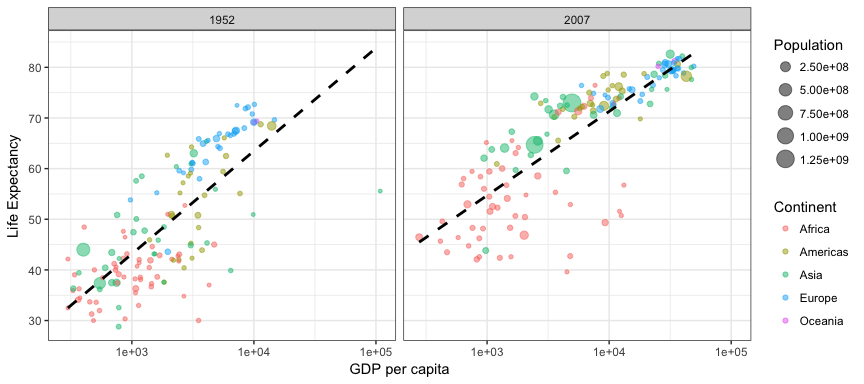 1952
2007
Life Expectancy
80
70
60
50
40
30
1e+03
1e+04
1e+05
1e+03
1e+04
1e+05
GDP per capita
Population
2.50e+08
5.00e+08
7.50e+08
1.00e+09
1.25e+09
Continent
Africa
Americas
Asia
Europe
Oceania